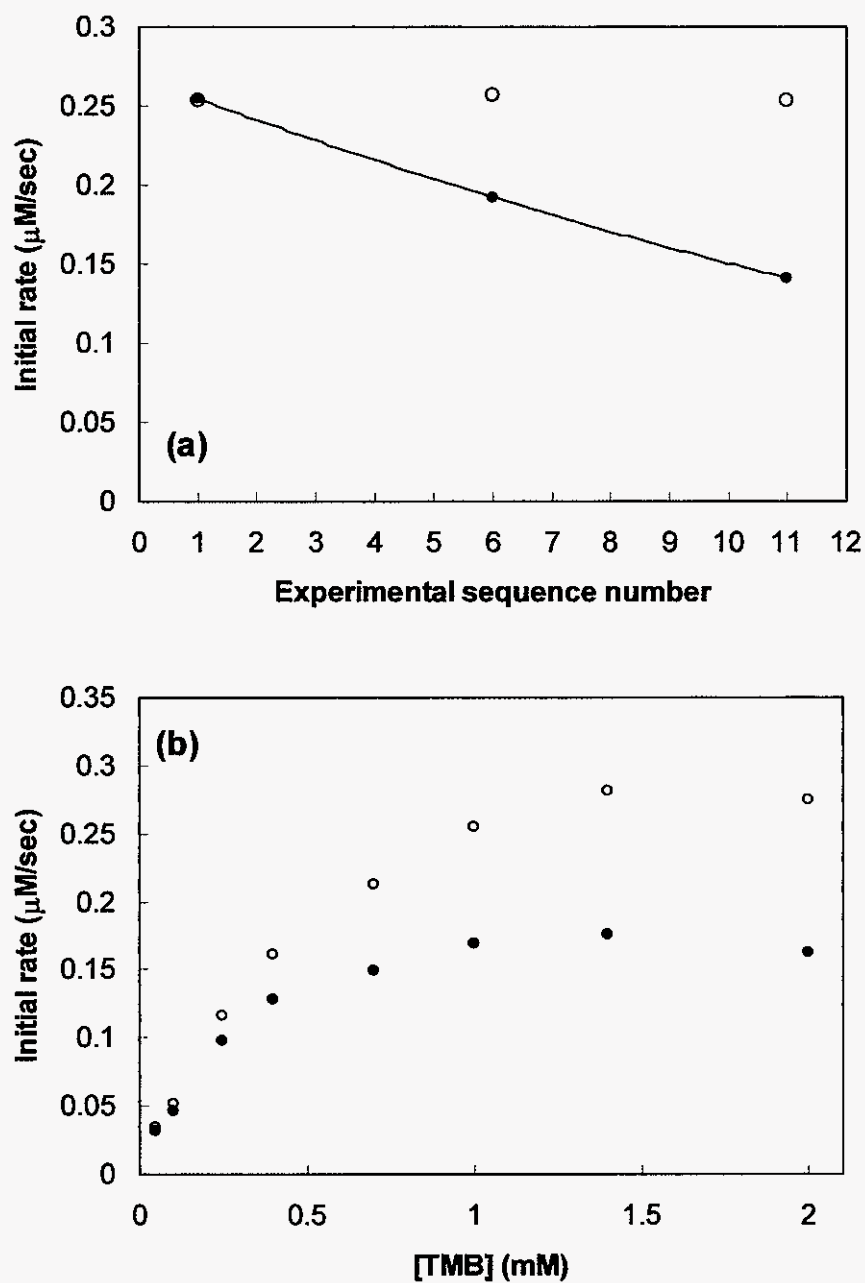 0.3
0.25
0.2
0.15
0.1
0.05
0
Initial rate (μM/sec)
(a)
0 1 2 3 4 5 6 7 8 9 10 11 12
Experimental sequence number
0.35
0.3
0.25
0.2
0.15
0.1
0.05
0
Initial rate (μM/sec)
(b)
0 0.5 1 1.5 2
[TMB] (mM)